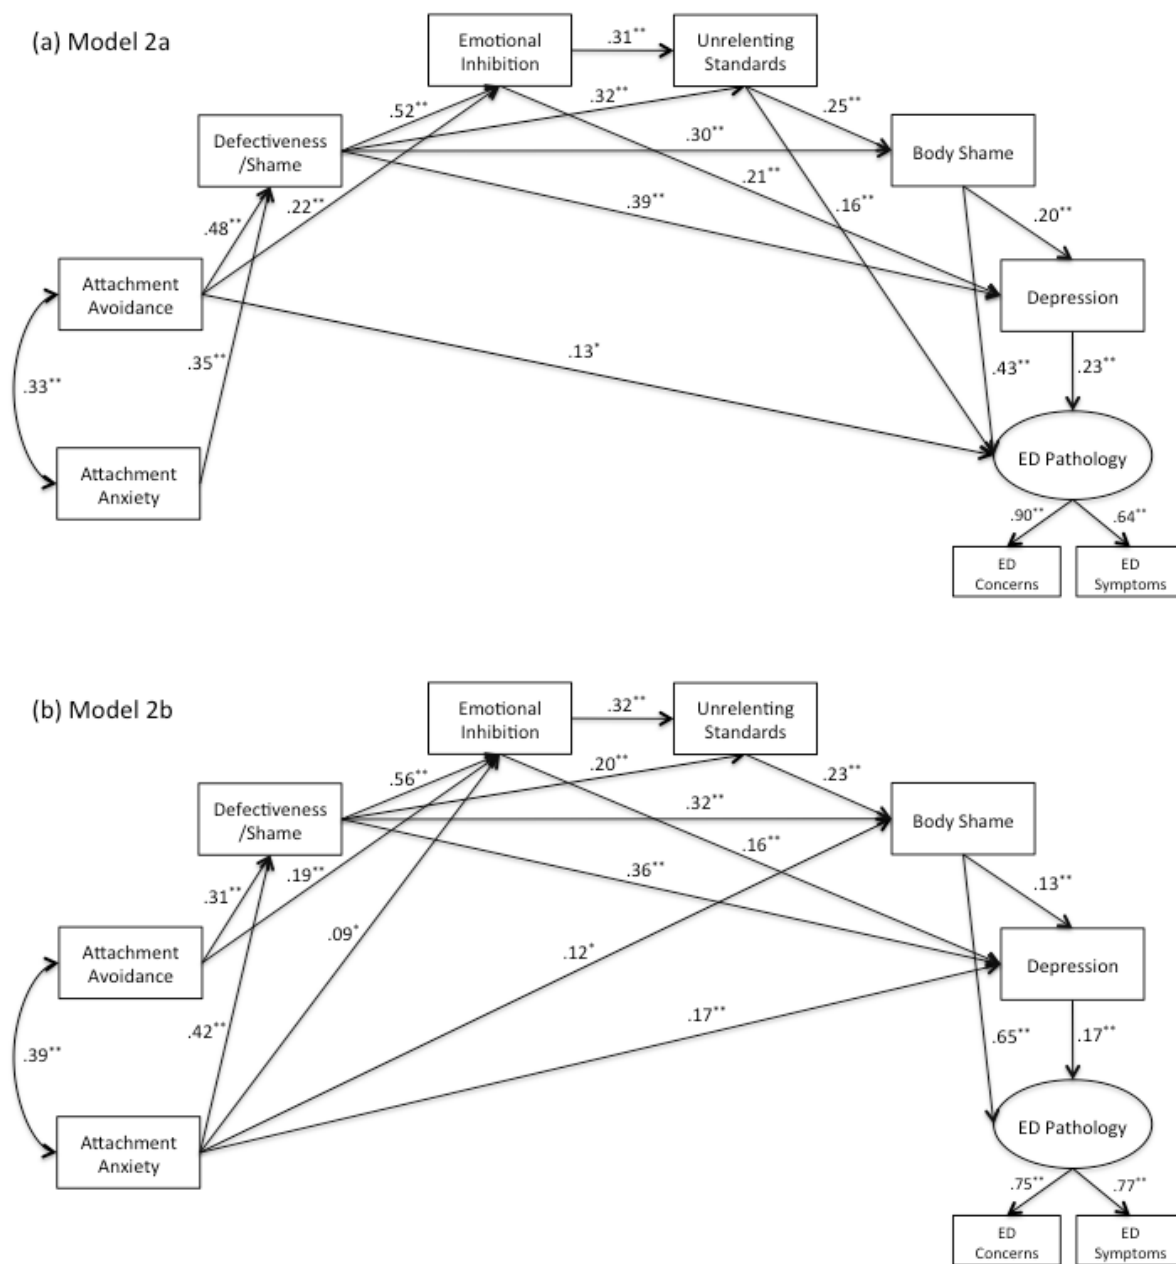 (a) Model 2a
Emotional
Inhibition
.31**
Unrelenting
Standards
.52**
.32**
.25**
Defectiveness
/Shame
.30**
Body Shame
.22**
.21**
.16**
.39**
.20**
.48**
Attachment
Avoidance
Depression
.13*
.35**
.33**
.43**
.23**
Attachment
Anxiety
ED Pathology
.90**
.64**
ED
Concerns
ED
Symptoms
(b) Model 2b
Emotional
Inhibition
.32**
Unrelenting
Standards
.56**
.20**
.23**
Defectiveness
/Shame
.32**
Body Shame
.19**
.16**
.36**
.13**
.31**
Attachment
Avoidance
.09*
.12*
Depression
.42**
.17**
.39**
.65**
.17**
Attachment
Anxiety
ED Pathology
.75**
.77**
ED
Concerns
ED
Symptoms